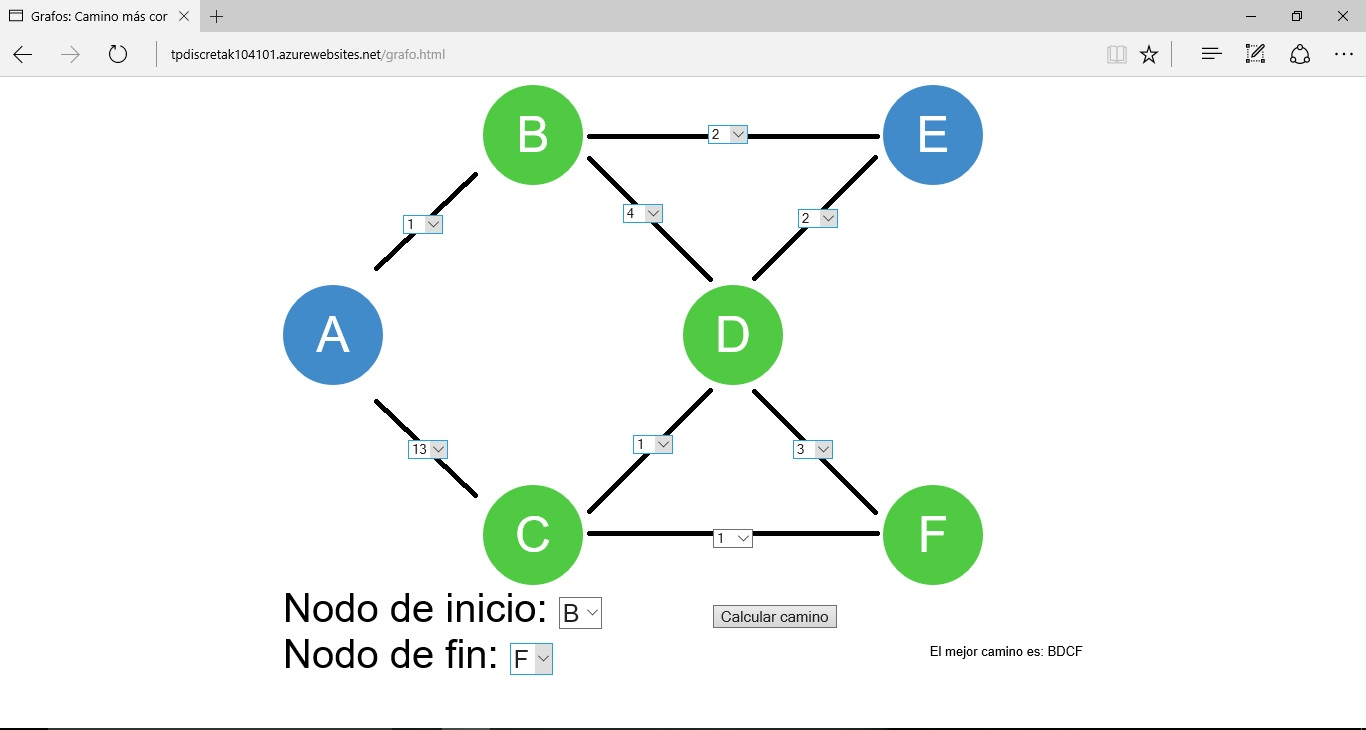 Grafos: Camino más cor
tpdiscretak104101.azurewebsites.net/grafo.html
B
2
E
4
2
1
A
D
13
1
3
C
1
F
Nodo de inicio: B
Calcular camino
Nodo de fin: F
El mejor camino es: BDCF